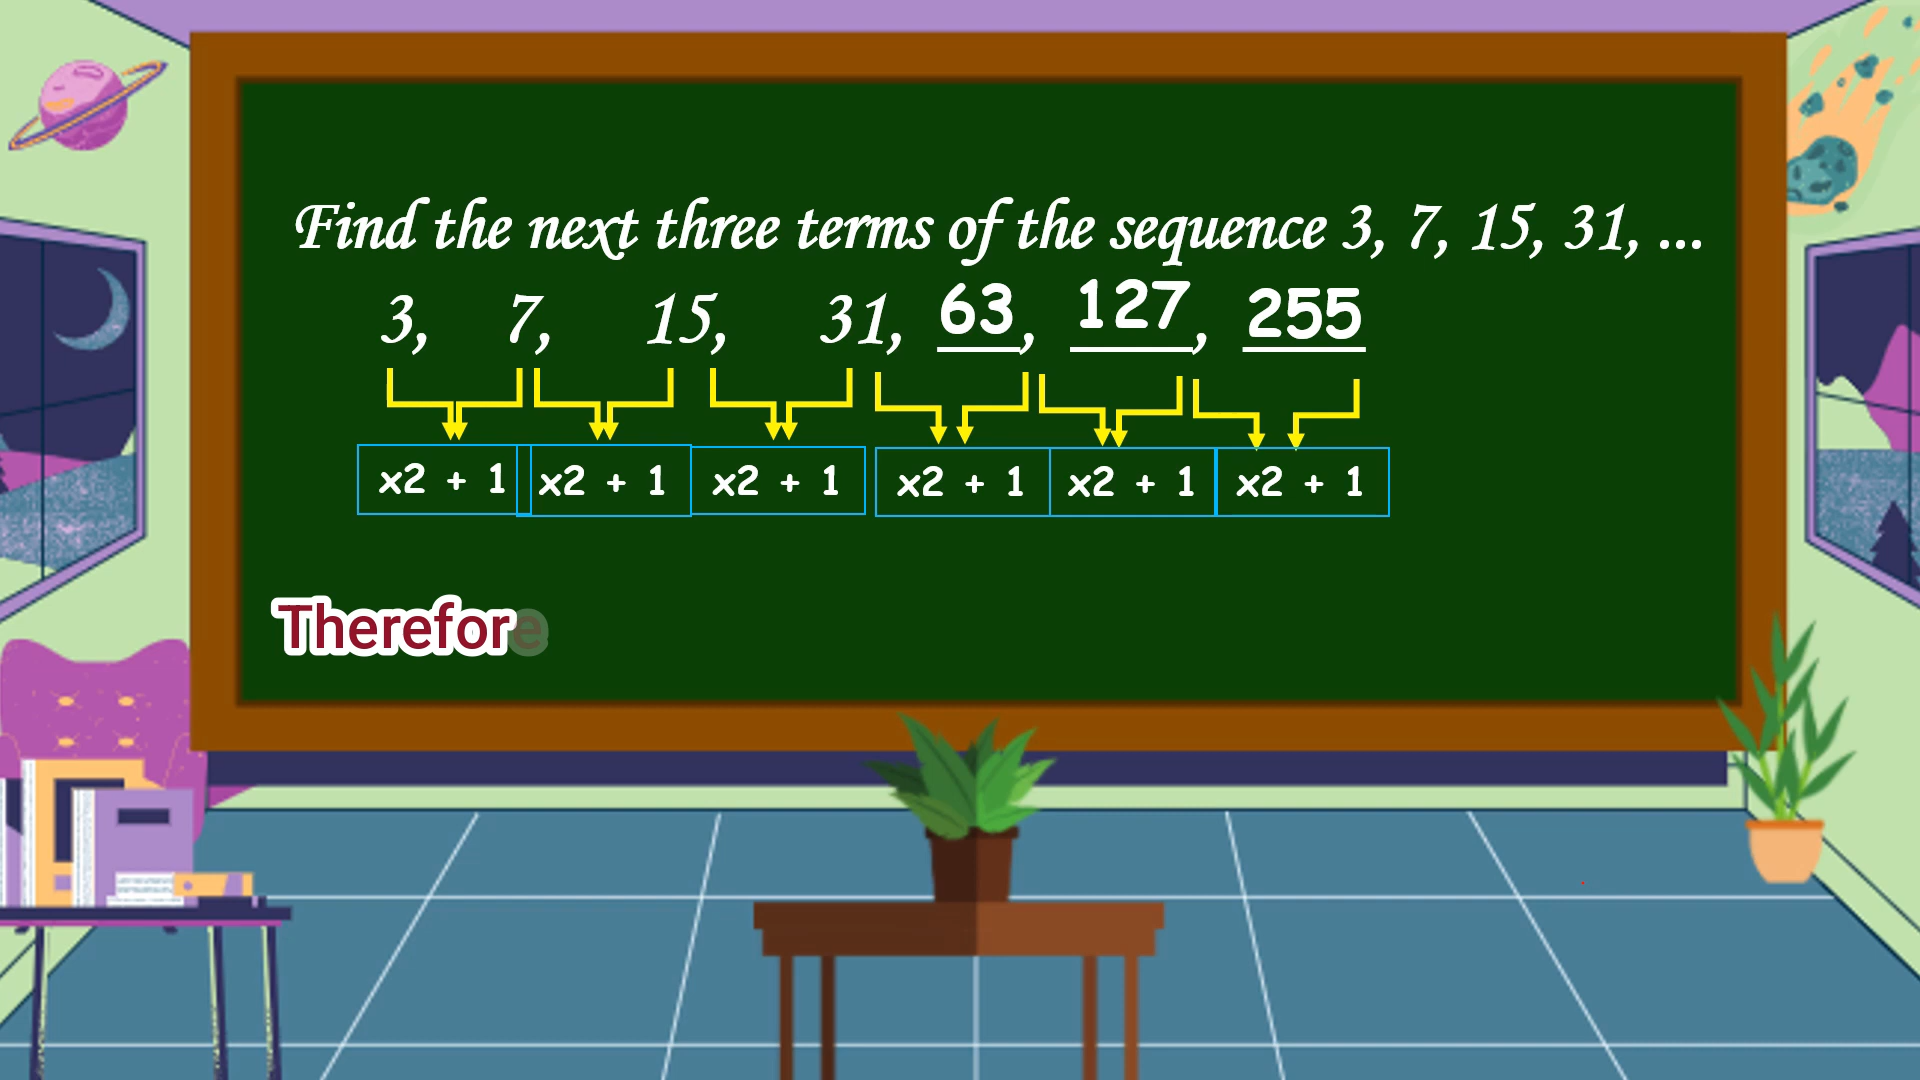 Find the next three terms of the sequence 3, 7, 15, 31, ...
3, 7, 15, 31, 63, 127, 255
x2 + 1 x2 + 1 x2 + 1 x2 + 1 x2 + 1 x2 + 1
Therefore